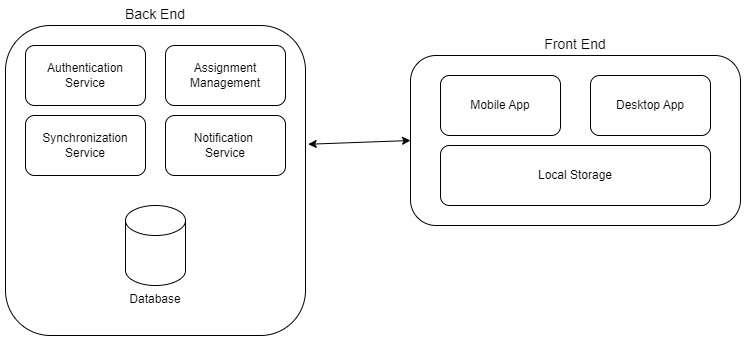 Back End
Authentication
Service
Assignment
Management
Synchronization
Service
Notification
Service
Database
Front End
Mobile App
Desktop App
Local Storage